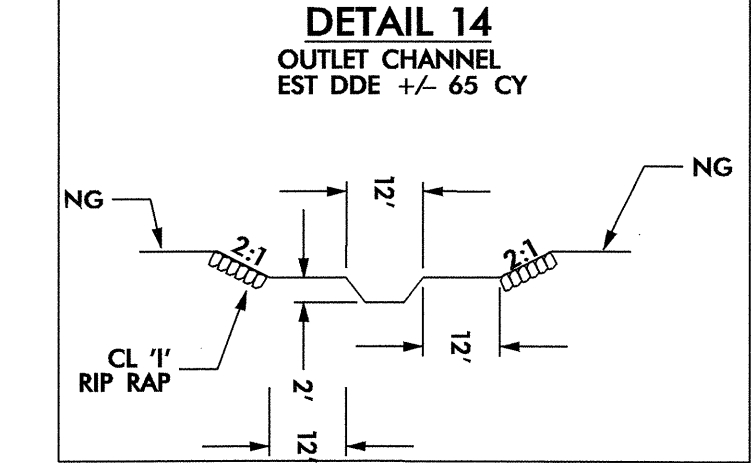 DETAIL 14
OUTLET CHANNEL
EST DDE +/- 65 CY
NG
NG
12'
2:1
2:1
CL 'I'
RIP RAP
12'
2'
12'